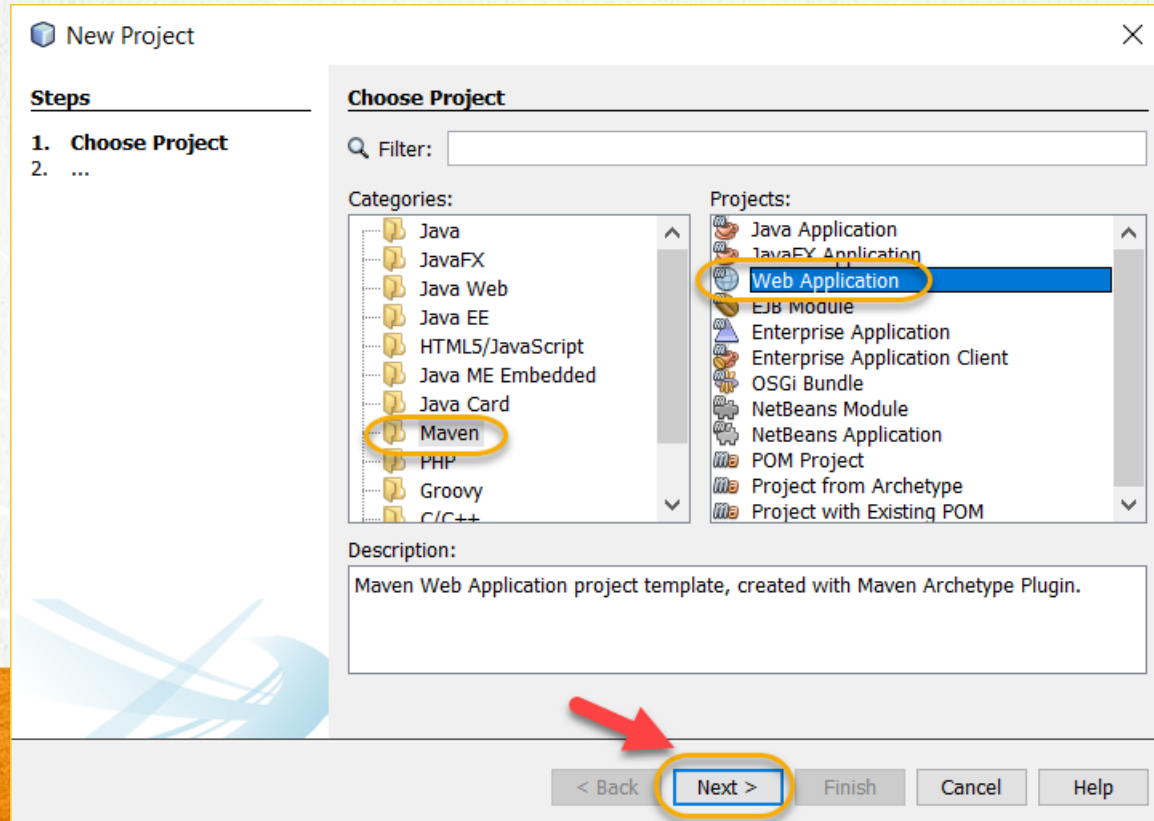 New Project
Steps
1. Choose Project
2. ...
Choose Project
Filter:
Categories:
Java
JavaFX
Java Web
Java EE
HTML5/JavaScript
Java ME Embedded
Java Card
Maven
PHP
Groovy
C/C++
Projects:
Java Application
JavaFX Application
Web Application
EJB Module
Enterprise Application
Enterprise Application Client
OSGi Bundle
NetBeans Module
NetBeans Application
POM Project
Project from Archetype
Project with Existing POM
Description:
Maven Web Application project template, created with Maven Archetype Plugin.
< Back Next > Finish Cancel Help